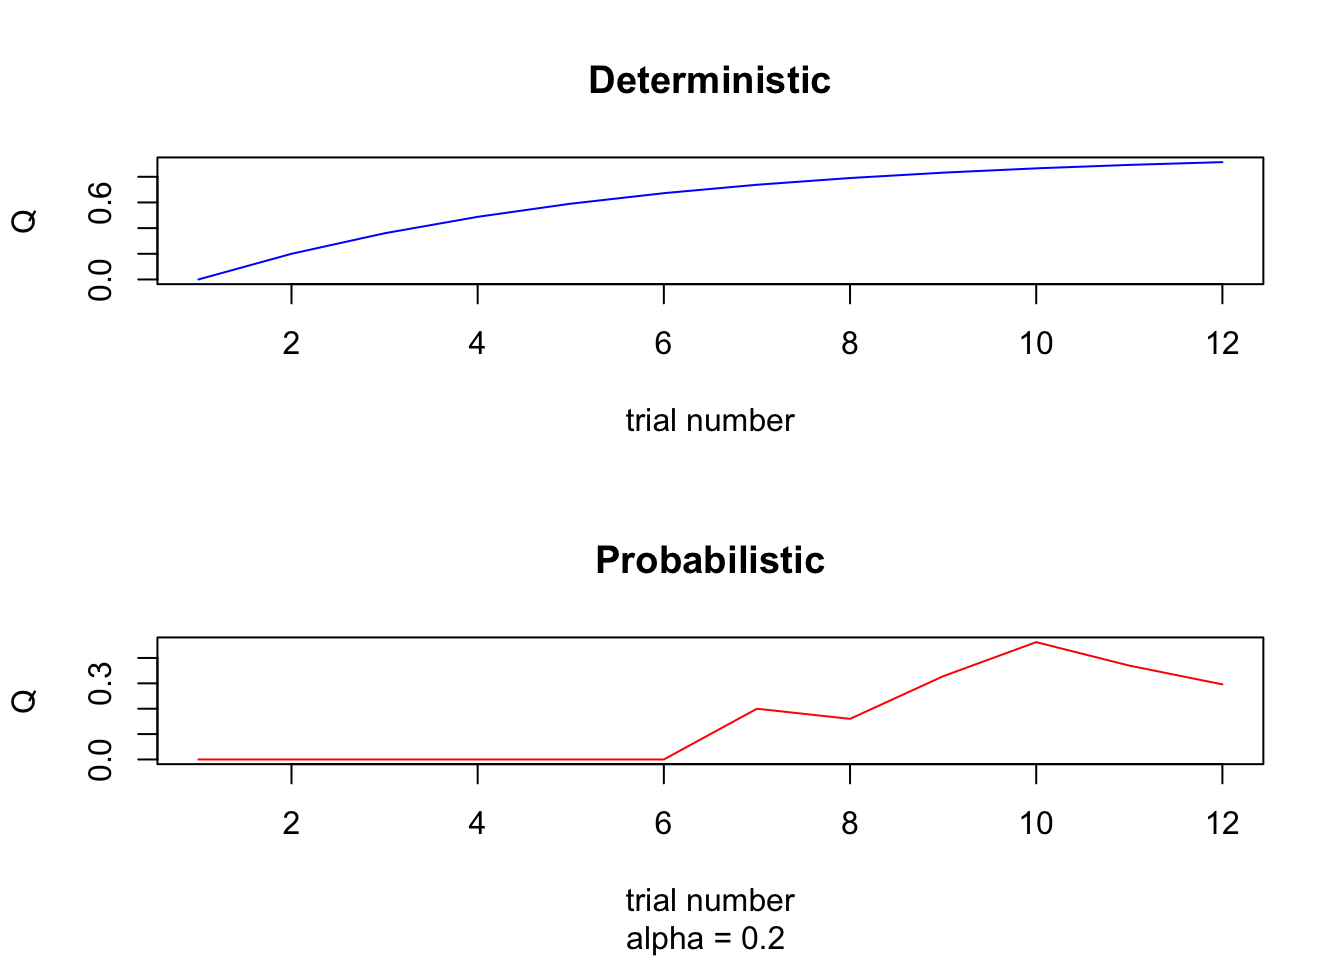 Deterministic
Q
0.6
0.0
2 4 6 8 10 12
trial number
Probabilistic
Q
0.3
0.0
2 4 6 8 10 12
trial number
alpha = 0.2